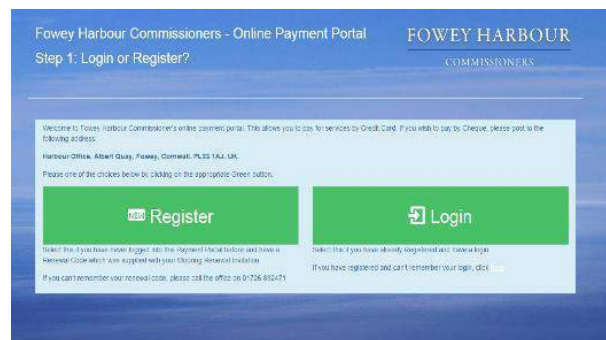 Fowey Harbour Commissioners - Online Payment Portal
Step 1: Login or Register?
FOWEY HARBOUR
COMMISSIONERS
Welcome to Fowey Harbour Commissioner's online payment portal. This allows you to pay for services by Credit Card. If you wish to pay by Cheque, please post to the
following address:
Harbour Office, Albert Quay, Fowey, Cornwall. PL23 1AJ. UK.
Please one of the choices below by clicking on the appropriate Green button.
NEW Register
Login
Select this if you have never logged into the Payment Portal before and have a
Renewal Code which was supplied with your Mooring Renewal Invitation
If you can't remember your renewal code, please call the office on 01726 832471
Select this if you have already Registered and have a login
If you have registered and can't remember your login, click